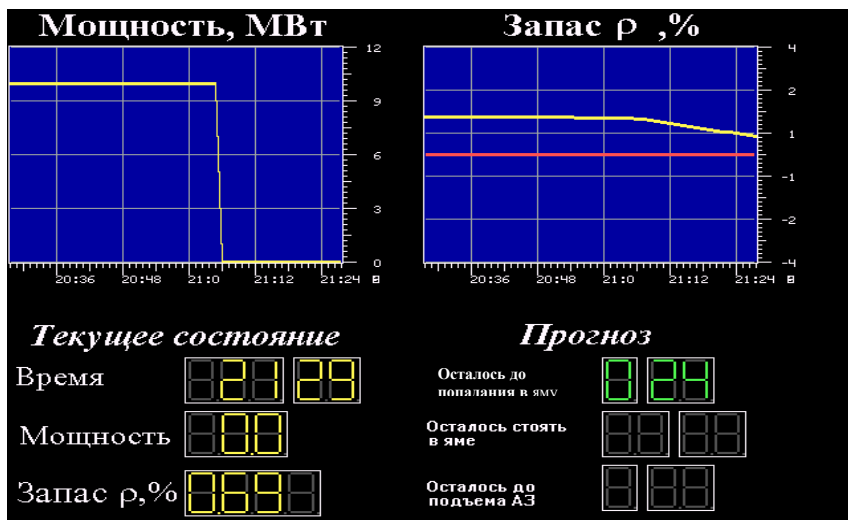 Мощность, МВт
Запас ρ ,%
12
9
6
3
0
20:36 20:48 21:0 21:12 21:24
4
2
1
-1
-2
-4
20:36 20:48 21:0 21:12 21:24
Текущее состояние
Прогноз
Время 21 29
Осталось до
попадания в яму
0 24
Мощность 00
Осталось стоять
в яме
Запас ρ,% 0.69
Осталось до
подъема АЗ